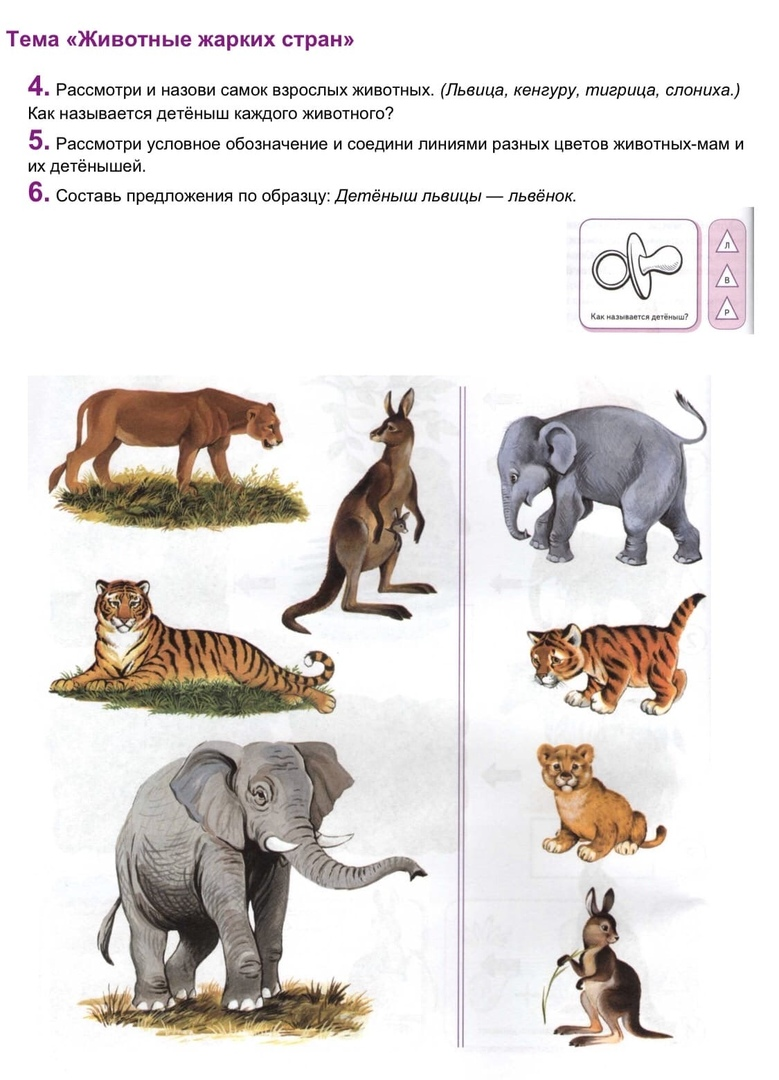 Тема «Животные жарких стран»
4. Рассмотри и назови самок взрослых животных. (Львица, кенгуру, тигрица, слониха.)
Как называется детёныш каждого животного?
5. Рассмотри условное обозначение и соедини линиями разных цветов животных-мам и
их детёнышей.
6. Составь предложения по образцу: Детёныш львицы — львёнок.
Л
В
Р
Как называется детёныш?